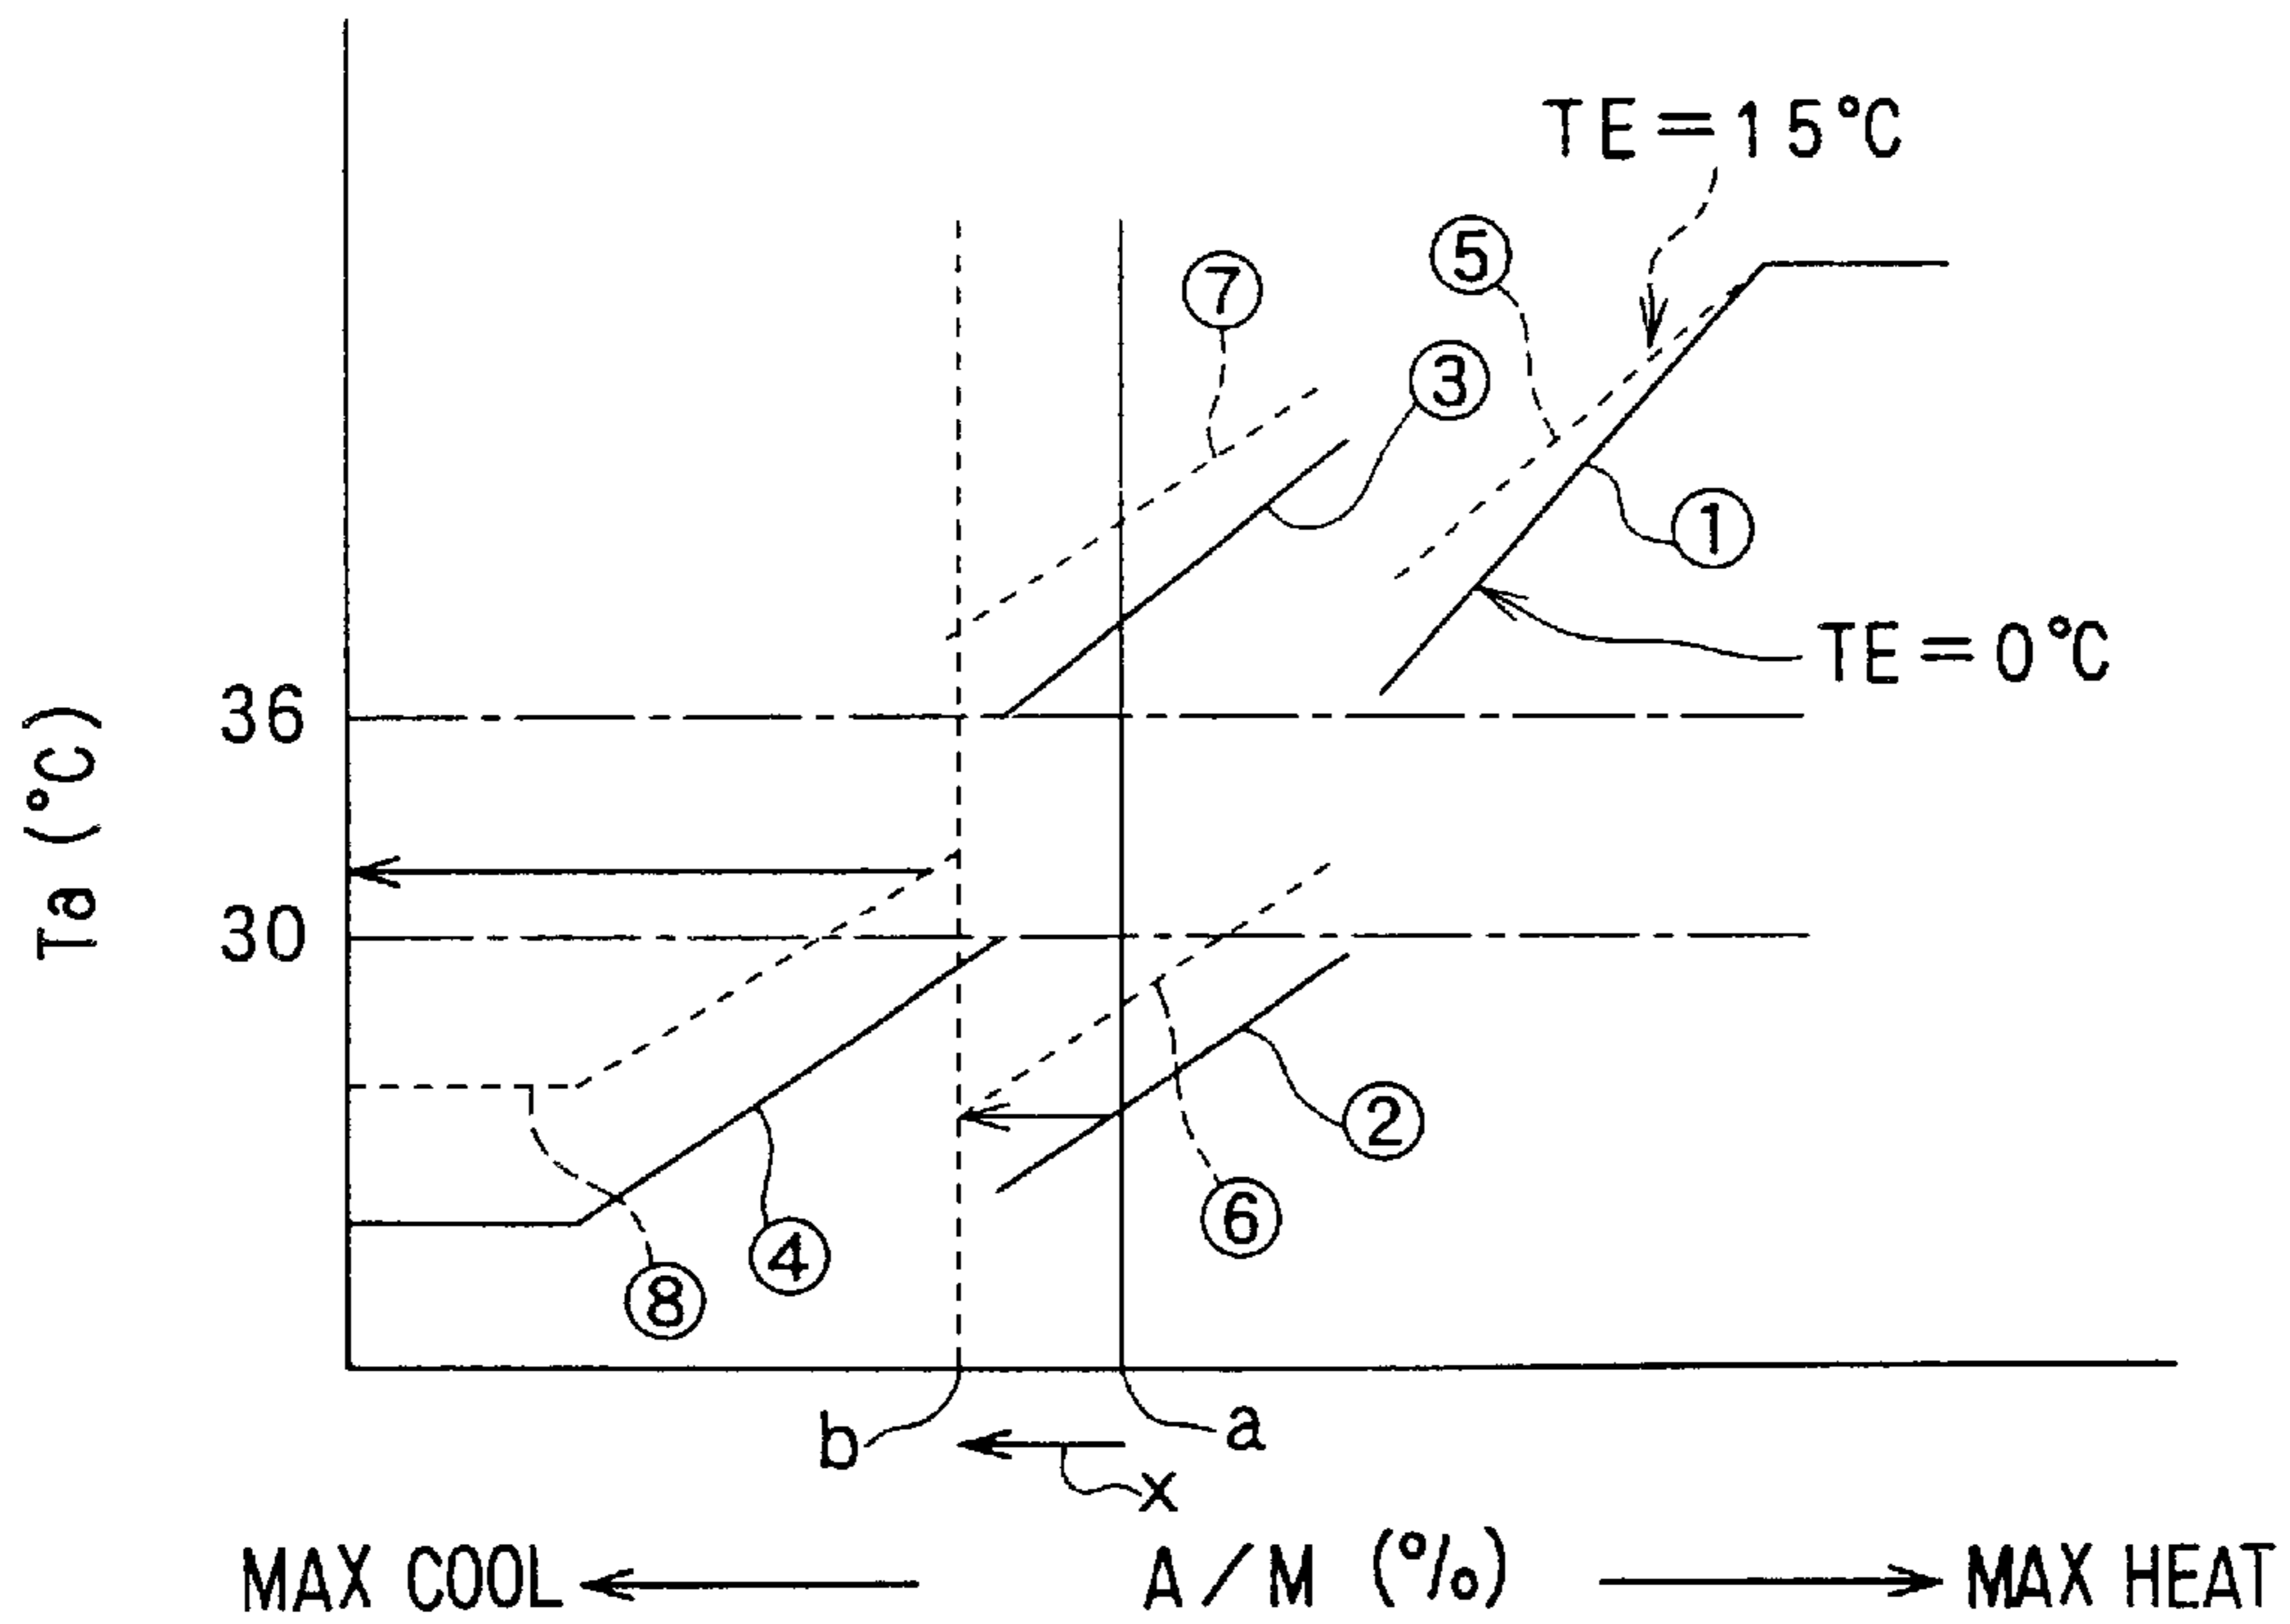 TE=15°C
⑤
⑦
③
①
TE=0°C
36
Ta (°C)
30
②
⑥
④
⑧
b
a
x
MAX COOL
A/M (%)
MAX HEAT